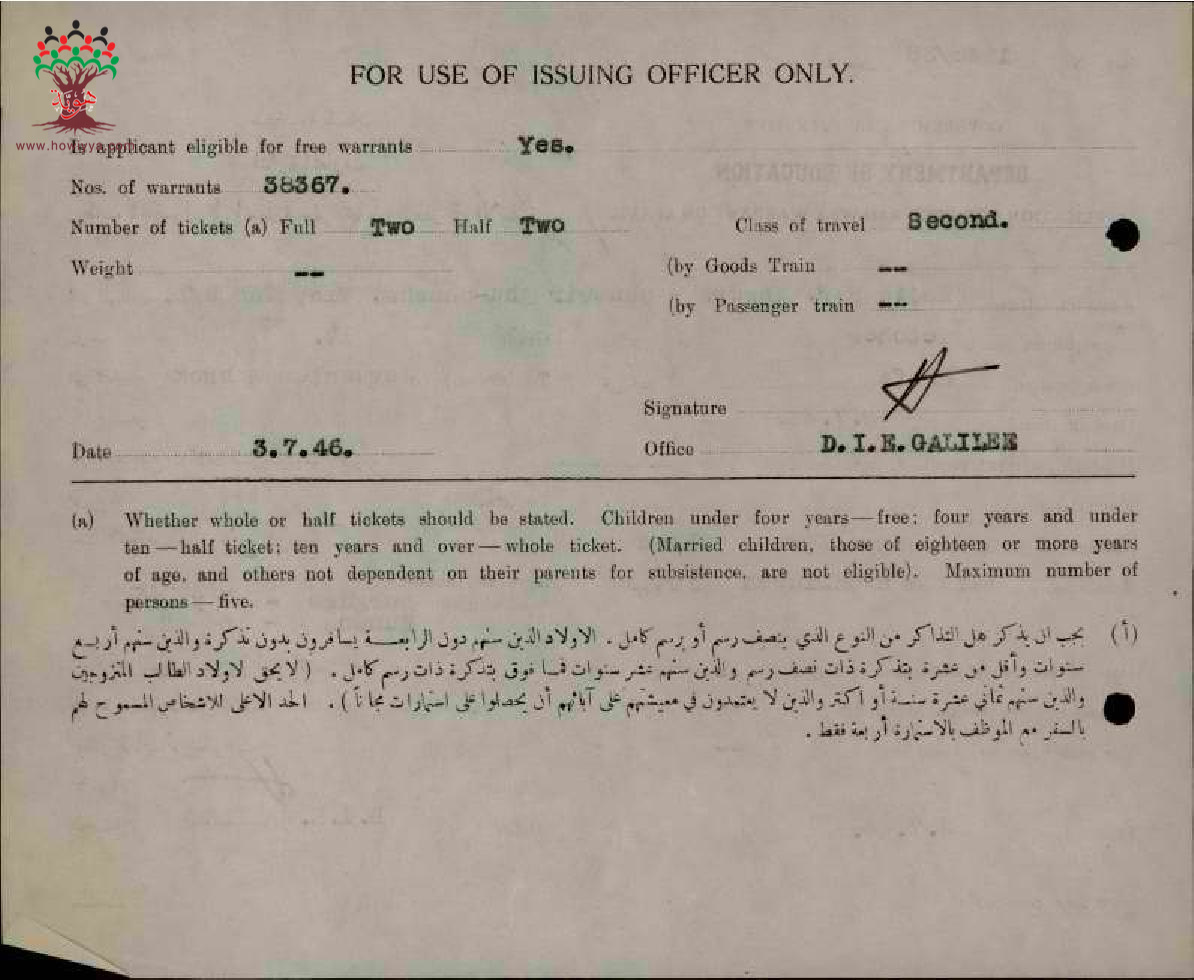 هوية
www.howiyya.com
FOR USE OF ISSUING OFFICER ONLY.
Is applicant eligible for free warrants Yes.
Nos. of warrants 38367.
Number of tickets (a) Full Two Half Two Class of travel Second.
Weight -- (by Goods Train --
(by Passenger train --
Signature
Date 3.7.46. Office D.I.E. GALILEE
(a) Whether whole or half tickets should be stated. Children under four years—free; four years and under
ten—half ticket; ten years and over—whole ticket. (Married children, those of eighteen or more years
of age, and others not dependent on their parents for subsistence, are not eligible). Maximum number of
persons—five.
(أ) يجب ان يذكر هل التذاكر من النوع الذي بنصف رسم أو برسم كامل. الاولاد الذين سنهم دون الرابعة يسافرون بدون تذكرة والذين سنهم أربع
سنوات وأقل من عشرة بتذكرة ذات نصف رسم والذين سنهم عشر سنوات فما فوق بتذكرة ذات رسم كامل. (لا يحق لاولاد الطالب المتزوجين
والذين سنهم ثماني عشرة سنة أو اكثر والذين لا يعتمدون في معيشتهم على آبائهم أن يحصلوا على استمارات مجاناً). الحد الاعلى للاشخاص المسموح لهم
بالسفر مع الموظف بالاستمارة أربعة فقط.